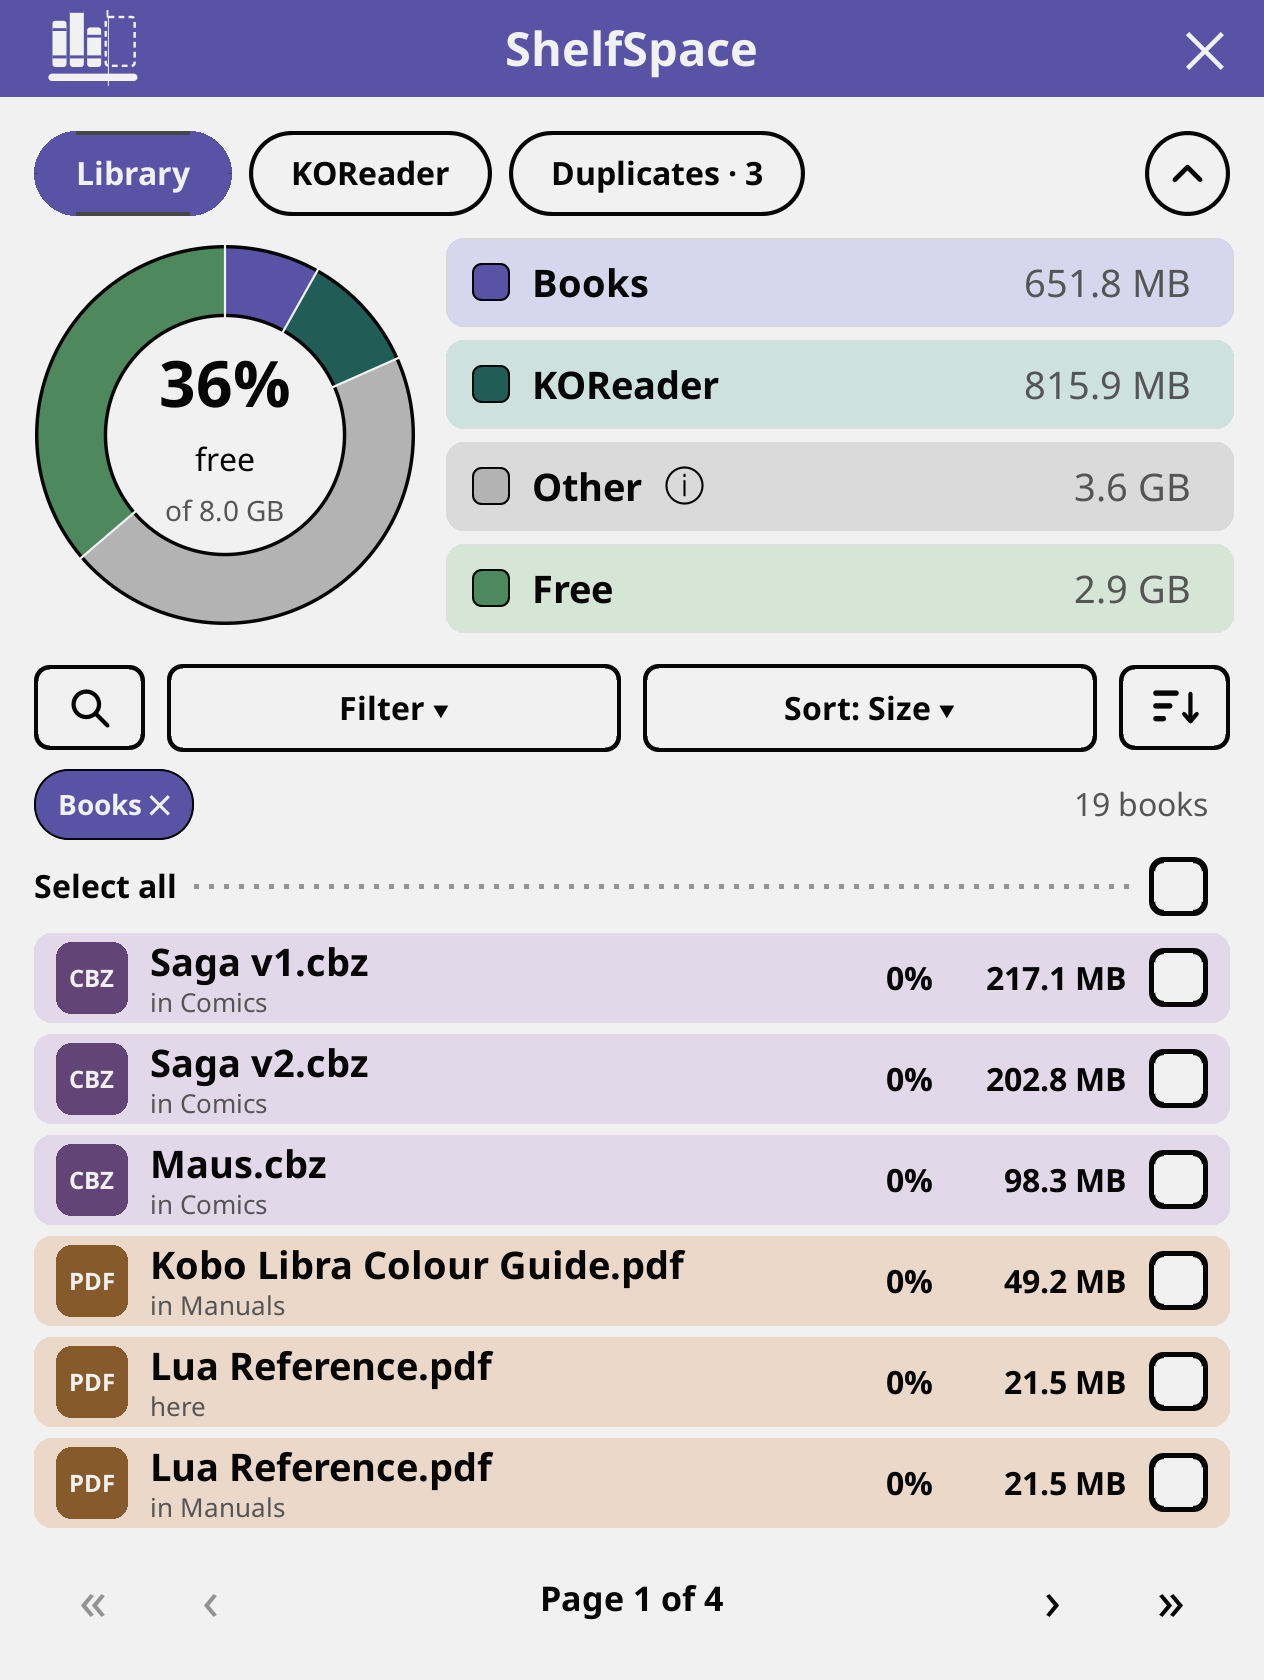 ShelfSpace
Library
KOReader
Duplicates · 3
36%
free
of 8.0 GB
Books 651.8 MB
KOReader 815.9 MB
Other ⓘ 3.6 GB
Free 2.9 GB
Filter ▾
Sort: Size ▾
Books ×
19 books
Select all
CBZ Saga v1.cbz 0% 217.1 MB
in Comics
CBZ Saga v2.cbz 0% 202.8 MB
in Comics
CBZ Maus.cbz 0% 98.3 MB
in Comics
PDF Kobo Libra Colour Guide.pdf 0% 49.2 MB
in Manuals
PDF Lua Reference.pdf 0% 21.5 MB
here
PDF Lua Reference.pdf 0% 21.5 MB
in Manuals
« ‹ Page 1 of 4 › »